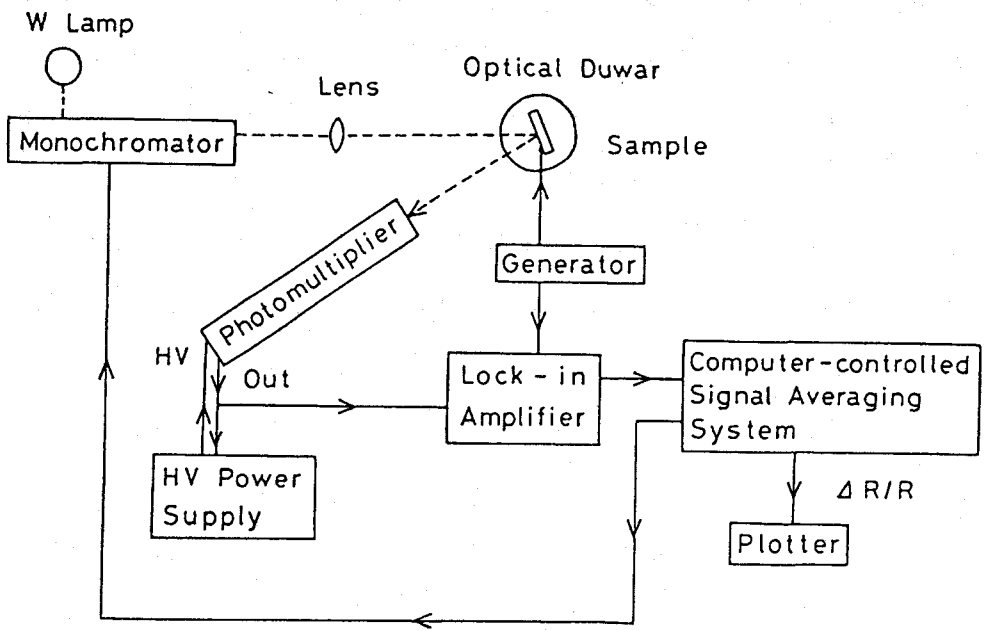 W Lamp
Optical Duwar
Lens
Monochromator
Sample
Photomultiplier
Generator
HV
Out
Lock-in
Amplifier
Computer-controlled
Signal Averaging
System
HV Power
Supply
Δ R/R
Plotter